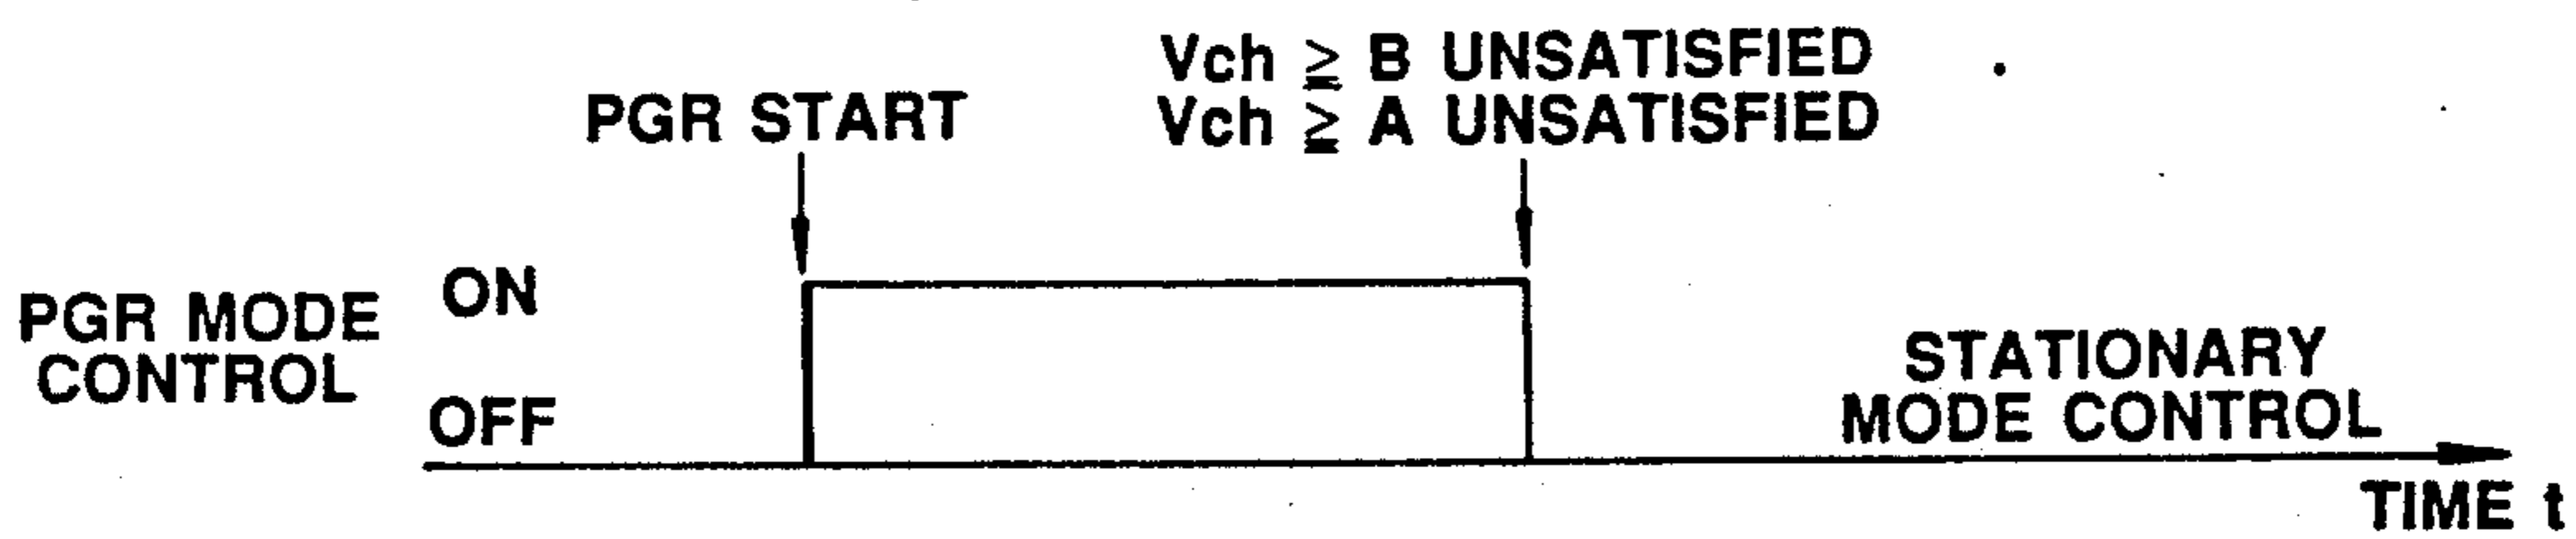 Vch ≧ B UNSATISFIED
PGR START
Vch ≧ A UNSATISFIED
ON
PGR MODE
CONTROL
OFF
STATIONARY
MODE CONTROL
TIME t